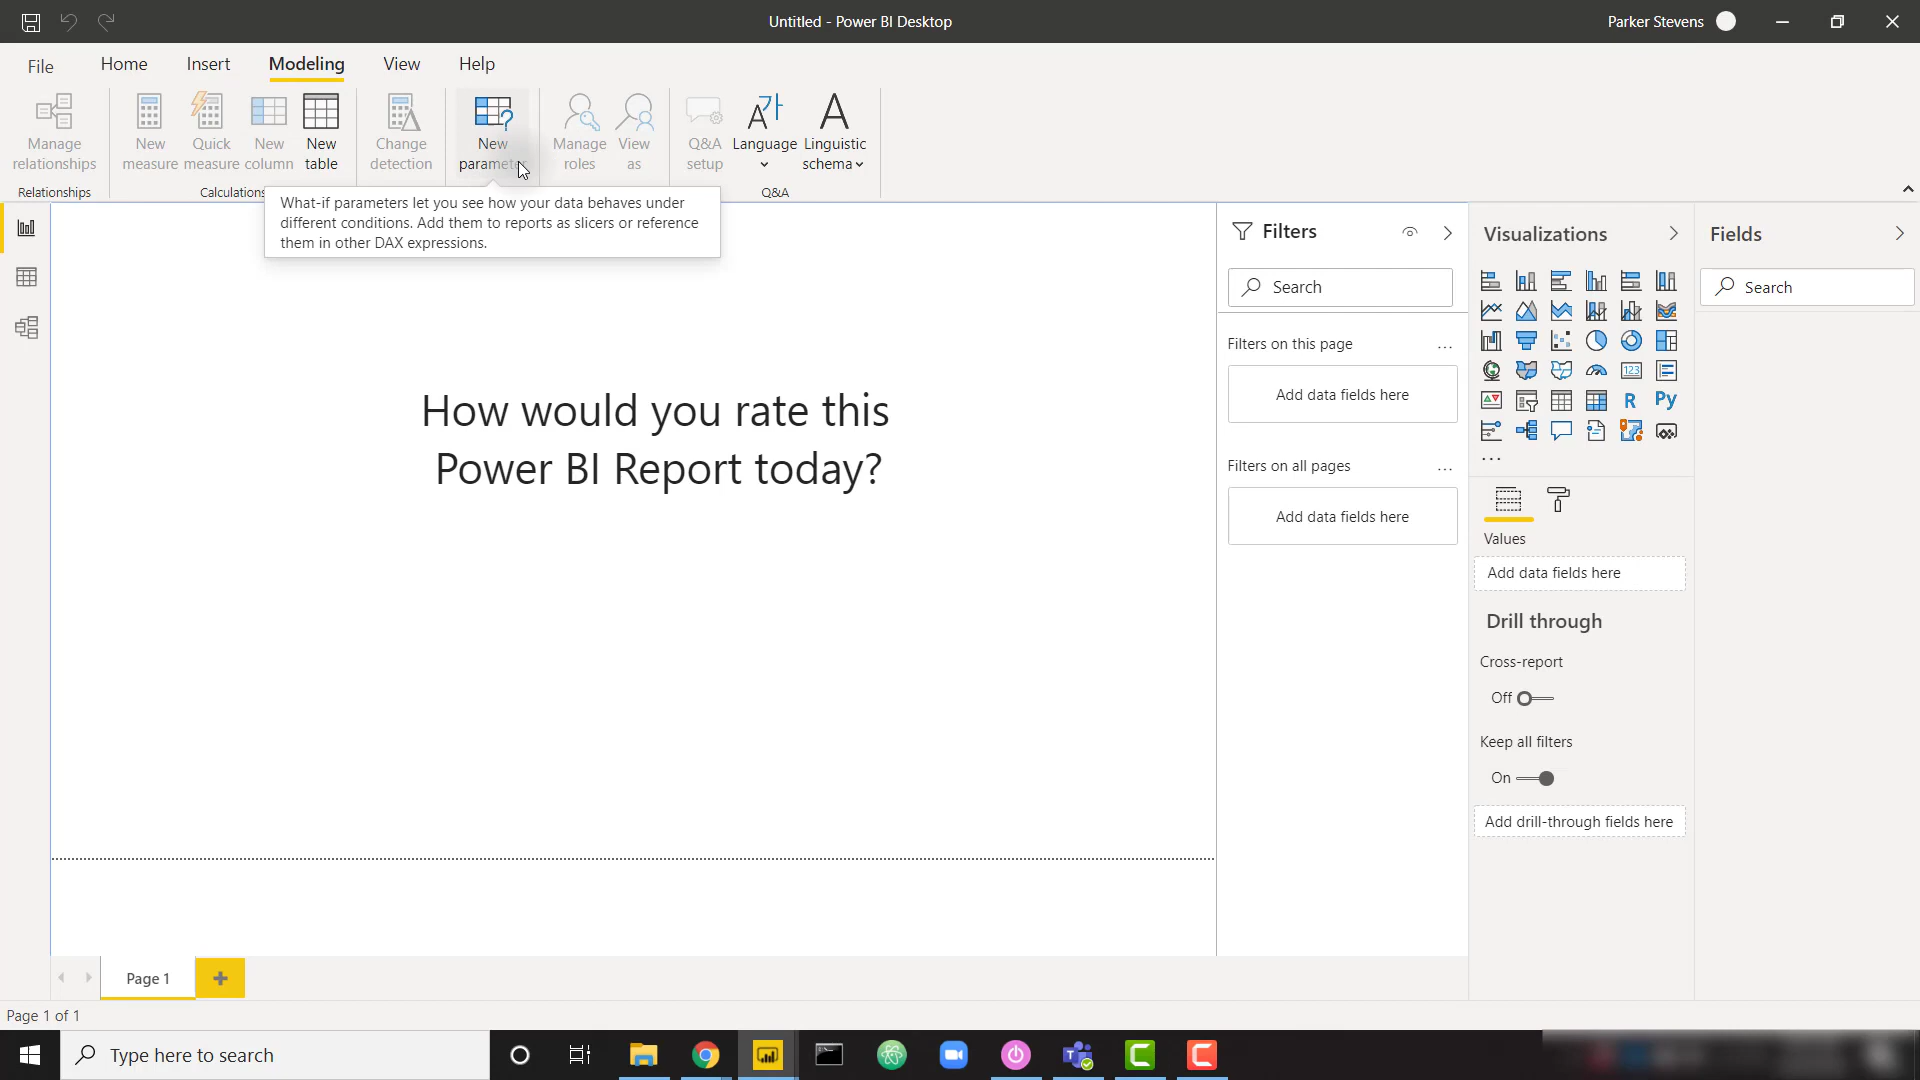 Untitled - Power BI Desktop
Parker Stevens
File
Home
Insert
Modeling
View
Help
Manage
relationships
New
measure
Quick
measure
New
column
New
table
Change
detection
New
parameter
Manage
roles
View
as
Q&A
setup
Language
Linguistic
schema
Relationships
Calculations
Q&A
What-if parameters let you see how your data behaves under
different conditions. Add them to reports as slicers or reference
them in other DAX expressions.
How would you rate this
Power BI Report today?
Filters
Search
Filters on this page
...
Add data fields here
Filters on all pages
...
Add data fields here
Visualizations
123
R
Py
...
Values
Add data fields here
Drill through
Cross-report
Off
Keep all filters
On
Add drill-through fields here
Fields
Search
Page 1
Page 1 of 1
Type here to search